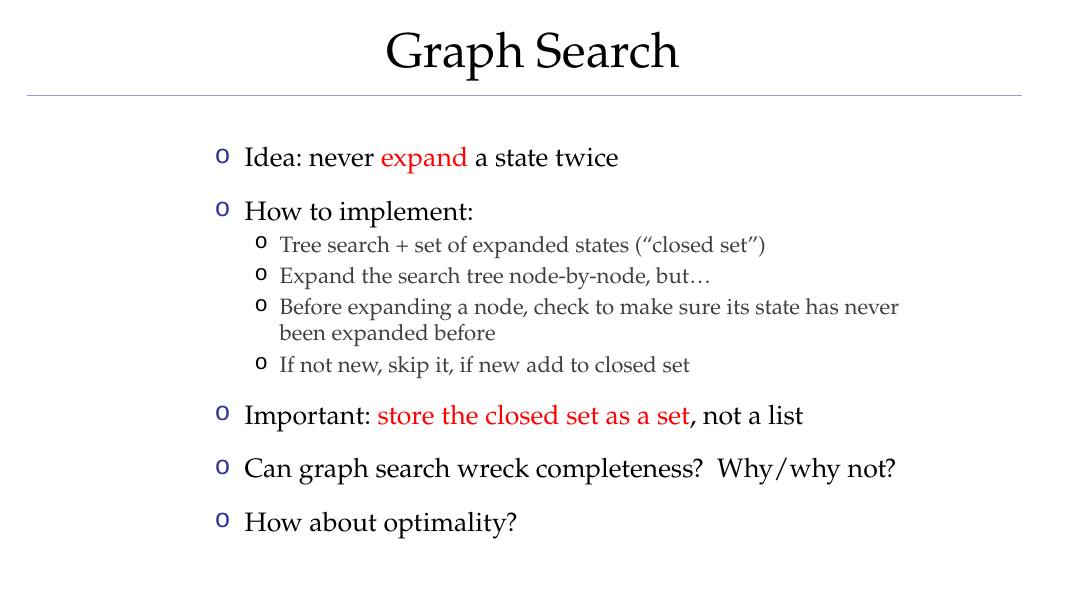 Graph Search
o Idea: never expand a state twice
o How to implement:
o Tree search + set of expanded states (“closed set”)
o Expand the search tree node-by-node, but…
o Before expanding a node, check to make sure its state has never
been expanded before
o If not new, skip it, if new add to closed set
o Important: store the closed set as a set, not a list
o Can graph search wreck completeness?  Why/why not?
o How about optimality?